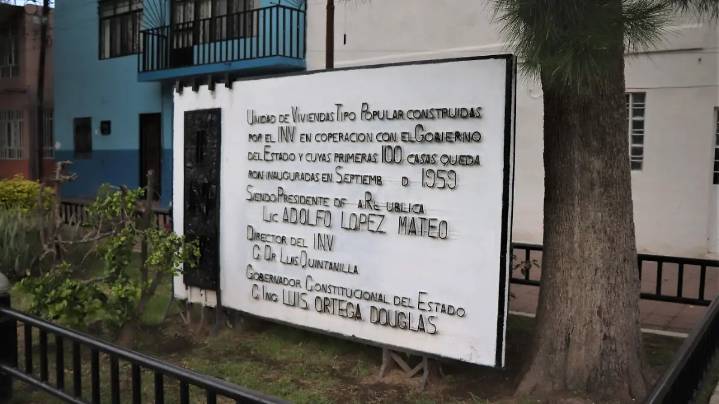 UNIDAD DE VIVIENDAS TIPO POPULAR CONSTRUIDAS
POR EL INV EN COPERACION CON EL GOBIERNO
DEL ESTADO Y CUYAS PRIMERAS 100 CASAS QUEDA
RON INAUGURADAS EN SEPTIEMB D 1959
SIENDO PRESIDENTE DE A RE UBLICA
LIC ADOLFO LOPEZ MATEO
DIRECTOR DEL INV
C. DR LUIS QUINTANILLA
GOBERNADOR CONSTITUCIONAL DEL ESTADO
C. ING LUIS ORTEGA DOUGLAS